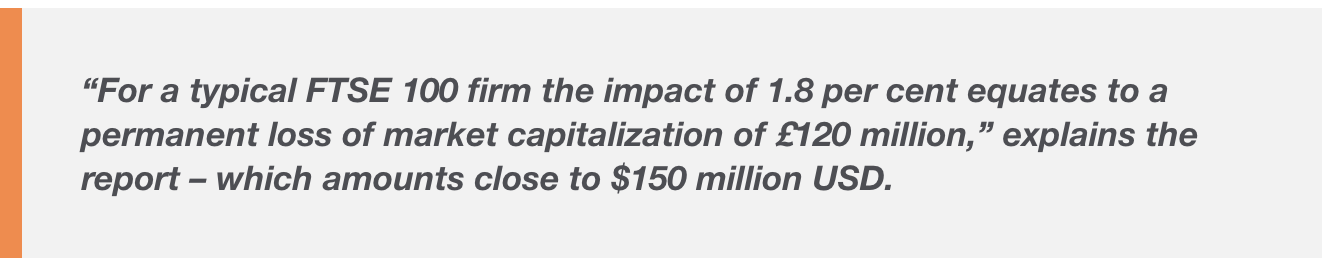 “For a typical FTSE 100 firm the impact of 1.8 per cent equates to a
permanent loss of market capitalization of £120 million,” explains the
report – which amounts close to $150 million USD.